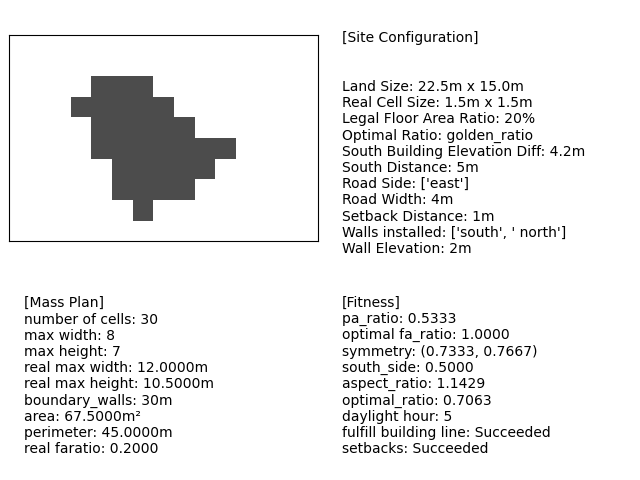 [Site Configuration]
Land Size: 22.5m x 15.0m
Real Cell Size: 1.5m x 1.5m
Legal Floor Area Ratio: 20%
Optimal Ratio: golden_ratio
South Building Elevation Diff: 4.2m
South Distance: 5m
Road Side: ['east']
Road Width: 4m
Setback Distance: 1m
Walls installed: ['south', ' north']
Wall Elevation: 2m
[Mass Plan]
number of cells: 30
max width: 8
max height: 7
real max width: 12.0000m
real max height: 10.5000m
boundary_walls: 30m
area: 67.5000m²
perimeter: 45.0000m
real faratio: 0.2000
[Fitness]
pa_ratio: 0.5333
optimal fa_ratio: 1.0000
symmetry: (0.7333, 0.7667)
south_side: 0.5000
aspect_ratio: 1.1429
optimal_ratio: 0.7063
daylight hour: 5
fulfill building line: Succeeded
setbacks: Succeeded